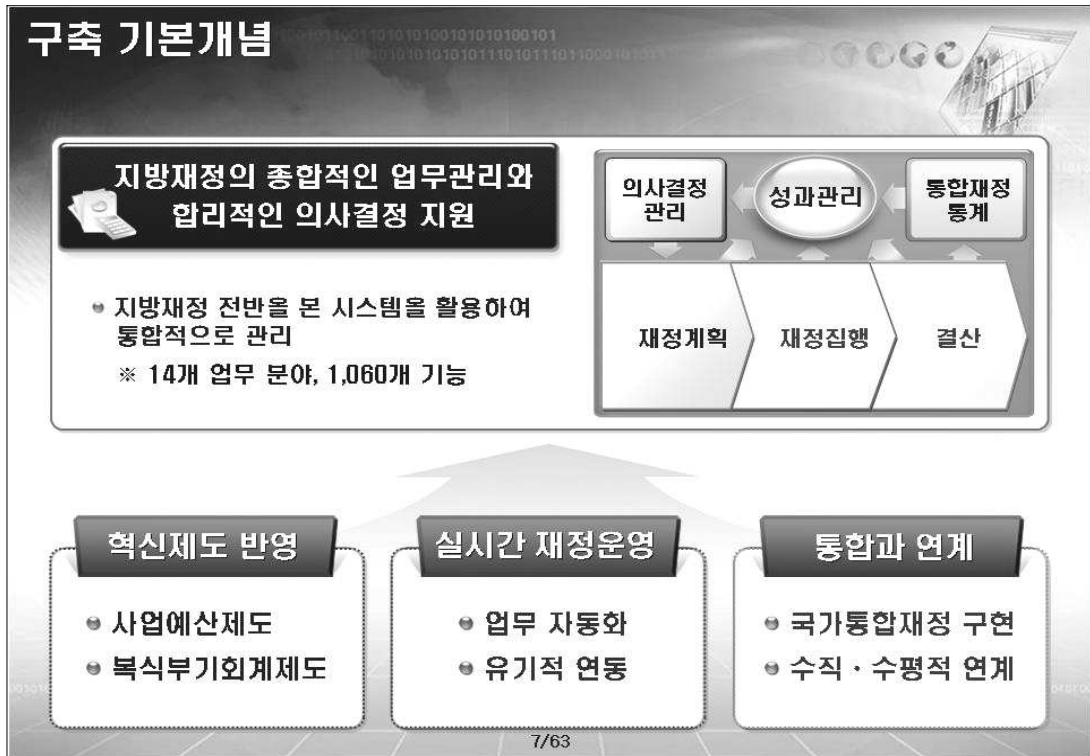 구축 기본개념
지방재정의 종합적인 업무관리와
합리적인 의사결정 지원
지방재정 전반을 본 시스템을 활용하여
통합적으로 관리
※ 14개 업무 분야, 1,060개 기능
의사결정
관리
성과관리
통합재정
통계
재정계획
재정집행
결산
혁신제도 반영
사업예산제도
복식부기회계제도
실시간 재정운영
업무 자동화
유기적 연동
통합과 연계
국가통합재정 구현
수직 · 수평적 연계
7/63